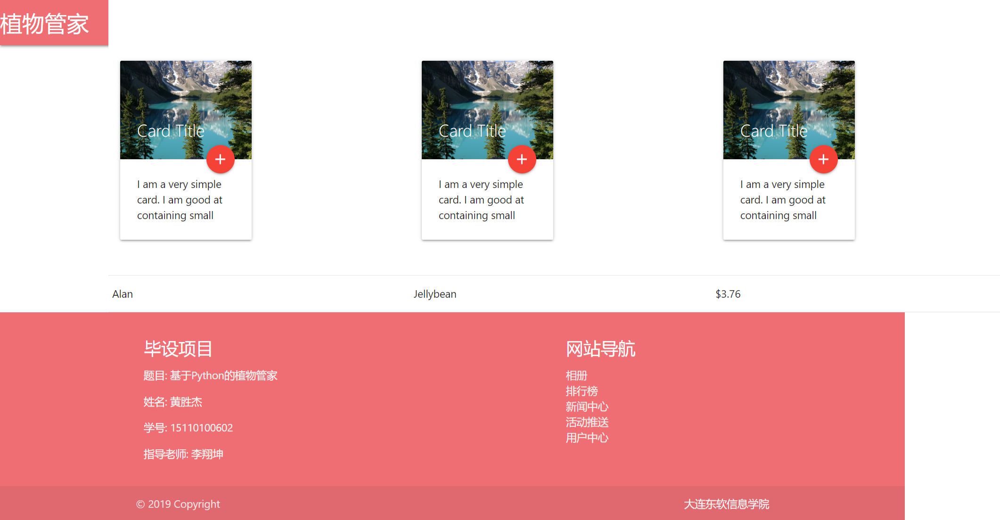 植物管家
Card Title
I am a very simple
card. I am good at
containing small
Card Title
I am a very simple
card. I am good at
containing small
Card Title
I am a very simple
card. I am good at
containing small
Alan Jellybean $3.76
毕设项目
题目: 基于Python的植物管家
姓名: 黄胜杰
学号: 15110100602
指导老师: 李翔坤
网站导航
相册
排行榜
新闻中心
活动推送
用户中心
© 2019 Copyright 大连东软信息学院